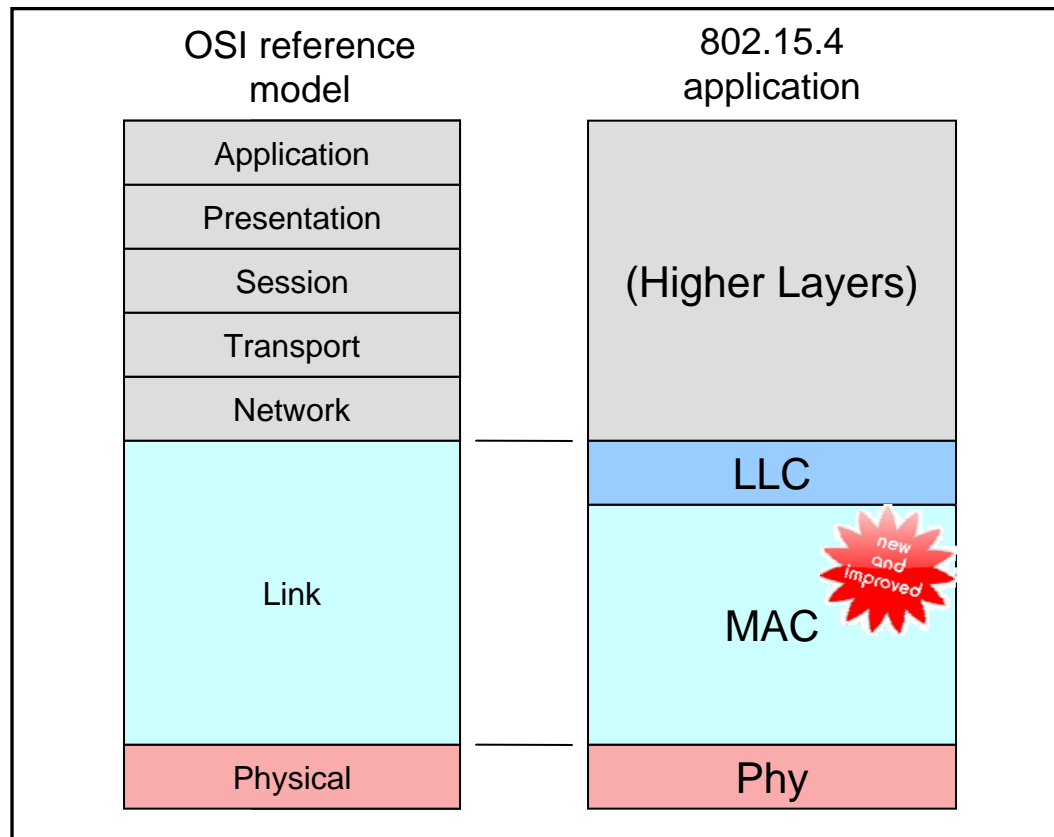 OSI reference
model
Application
Presentation
Session
Transport
Network
Link
Physical
802.15.4
application
(Higher Layers)
LLC
new
and
improved
MAC
Phy